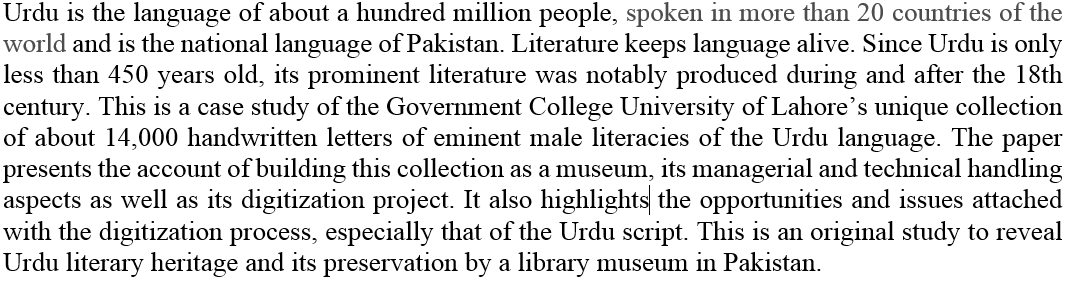 Urdu is the language of about a hundred million people, spoken in more than 20 countries of the
world and is the national language of Pakistan. Literature keeps language alive. Since Urdu is only
less than 450 years old, its prominent literature was notably produced during and after the 18th
century. This is a case study of the Government College University of Lahore’s unique collection
of about 14,000 handwritten letters of eminent male literacies of the Urdu language. The paper
presents the account of building this collection as a museum, its managerial and technical handling
aspects as well as its digitization project. It also highlights the opportunities and issues attached
with the digitization process, especially that of the Urdu script. This is an original study to reveal
Urdu literary heritage and its preservation by a library museum in Pakistan.